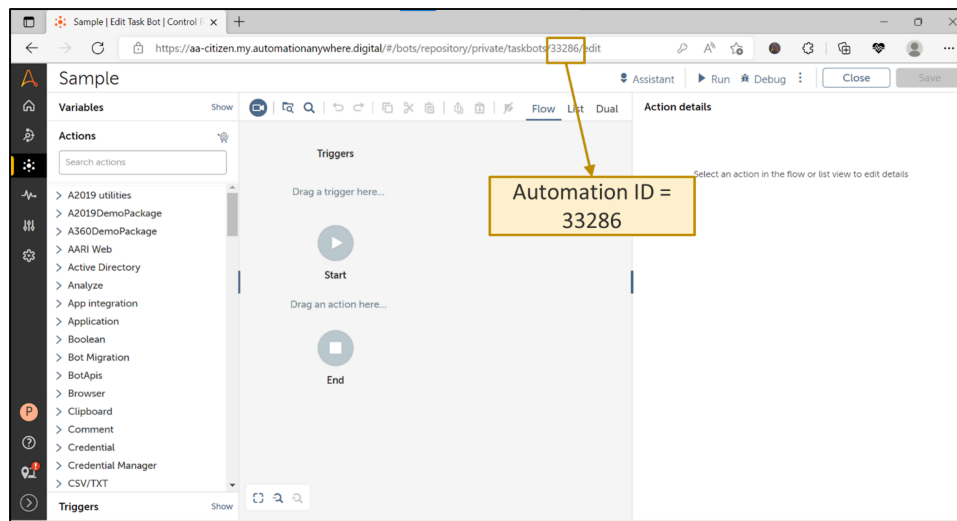 Sample | Edit Task Bot | Control R
https://aa-citizen.my.automationanywhere.digital/#/bots/repository/private/taskbots/33286/edit
Sample
Assistant
Run
Debug
Close
Save
Variables
Show
Flow
List
Dual
Action details
Actions
Search actions
Triggers
Select an action in the flow or list view to edit details
A2019 utilities
Drag a trigger here...
Automation ID =
33286
A2019DemoPackage
A360DemoPackage
AARI Web
Active Directory
Start
Analyze
App integration
Drag an action here...
Application
Boolean
Bot Migration
BotApis
End
Browser
Clipboard
P
Comment
Credential
Credential Manager
CSV/TXT
Triggers
Show